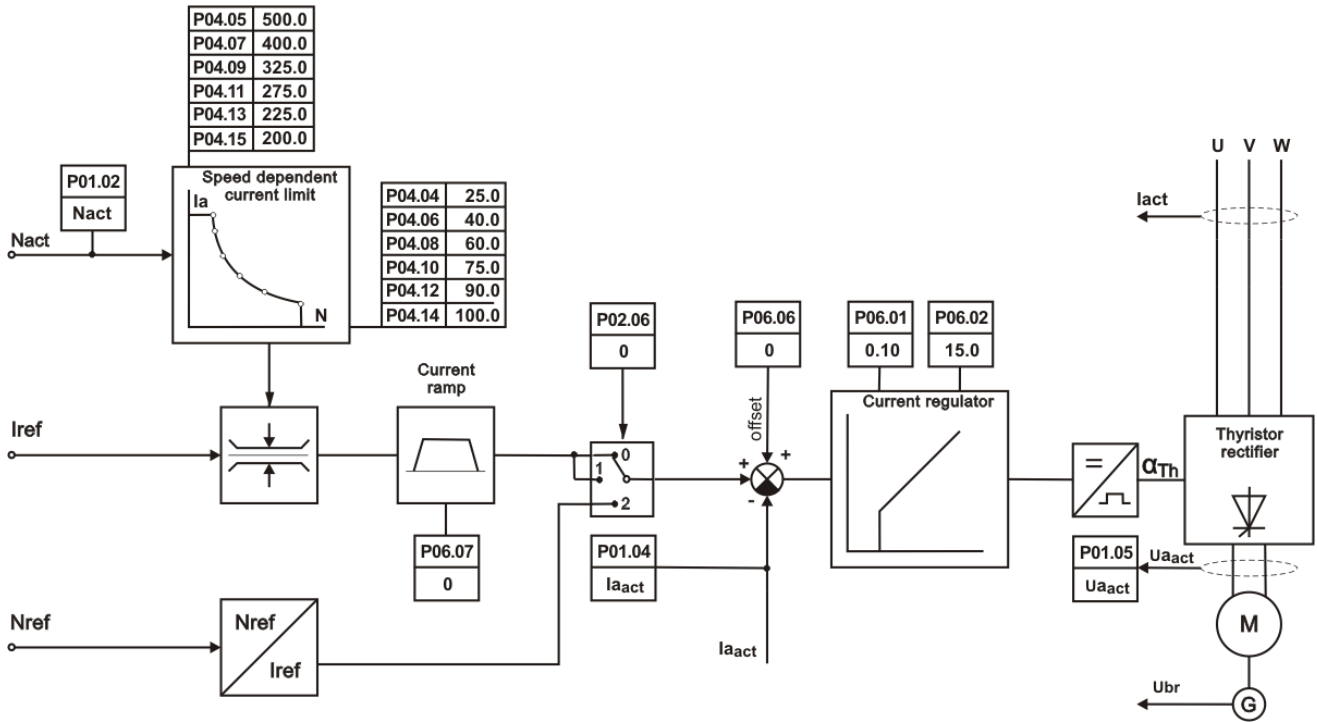 P04.05 500.0
P04.07 400.0
P04.09 325.0
P04.11 275.0
P04.13 225.0
P04.15 200.0
P01.02
Nact
Nact
Speed dependent
current limit
Ia
N
P04.04 25.0
P04.06 40.0
P04.08 60.0
P04.10 75.0
P04.12 90.0
P04.14 100.0
U V W
Iact
P02.06
0
P06.06
0
offset
P06.01
0.10
P06.02
15.0
Current
ramp
Iref
P06.07
0
0
1
2
+
+
-
Current regulator
=
αTh
Thyristor
rectifier
P01.04
Iaact
Iaact
P01.05
Uaact
Uaact
M
Nref
Nref
Iref
Ubr
G